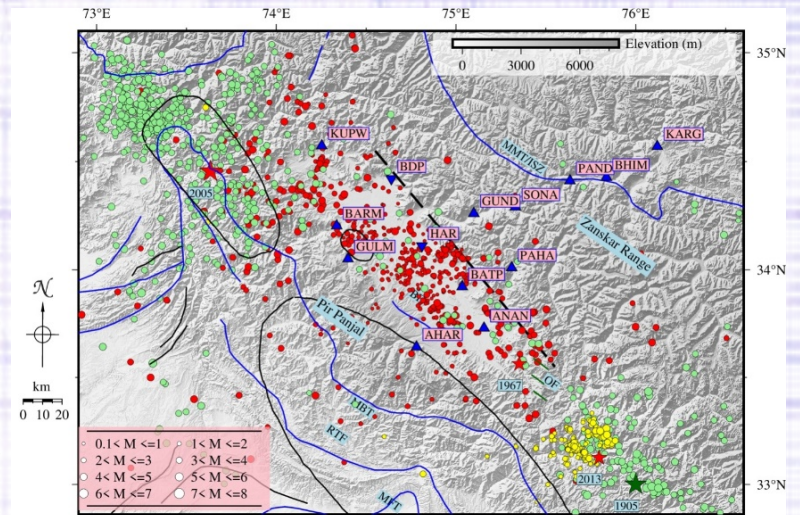 73°E 74°E 75°E 76°E
35°N
34°N
33°N
Elevation (m)
0 3000 6000
KUPW
KARG
MMT/ISZ
BDP
PAND
BHIM
2005
GUND
SONA
BARM
Zanskar Range
HAR
GULM
PAHA
BATP
N
Pir Panjal
ANAN
AHAR
km
0 10 20
1967
OF
MBT
RTF
0.1< M <=1 1< M <=2
2< M <=3 3< M <=4
4< M <=5 5< M <=6
6< M <=7 7< M <=8
2013
MFT
1905